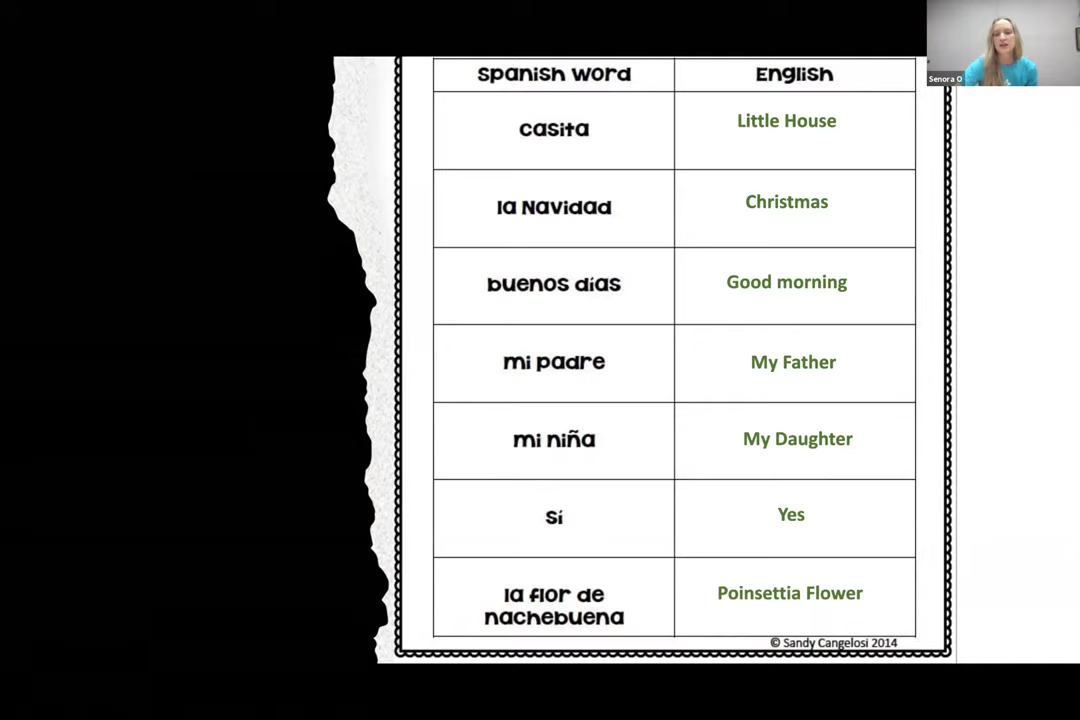 Senora O
Spanish Word English
casita Little House
la Navidad Christmas
buenos días Good morning
mi padre My Father
mi niña My Daughter
sí Yes
la flor de
nachebuena Poinsettia Flower
© Sandy Cangelosi 2014